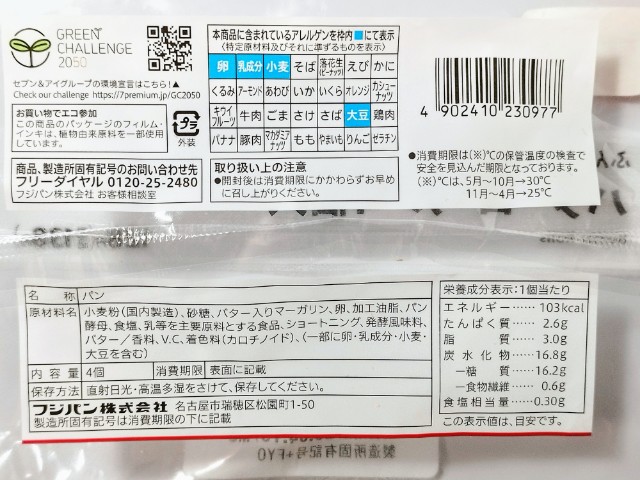 GREEN
CHALLENGE
2050
セブン&アイグループの環境宣言はこちら!▲
Check our challenge https://7premium.jp/GC2050
お買い物でエコ参加
この商品のパッケージのフィルム・
インキは、植物由来原料を一部使用
しています。
プラ
外装
商品、製造所固有記号のお問い合わせ先
フリーダイヤル 0120-25-2480
フジパン株式会社 お客様相談室
本商品に含まれているアレルゲンを枠内■にて表示
〈特定原材料及びそれに準ずるものを表示〉
卵 乳成分 小麦 そば 落花生(ピーナッツ) えび かに
くるみ アーモンド あわび いか いくら オレンジ カシューナッツ
キウイフルーツ 牛肉 ごま さけ さば 大豆 鶏肉
バナナ 豚肉 マカダミアナッツ もも やまいも りんご ゼラチン
取り扱い上の注意
●開封後は消費期限にかかわらずお早め
に召し上がりください。
4 902410 230977
●消費期限は(※)℃の保管温度の検査で
安全を見込んだ期限となっております。
(※)℃は、5月~10月→30℃
11月~4月→25℃
名 称 パン
原材料名 小麦粉(国内製造)、砂糖、バター入りマーガリン、卵、加工油脂、パン
酵母、食塩、乳等を主要原料とする食品、ショートニング、発酵風味料、
バター/香料、V.C、着色料(カロチノイド)、(一部に卵・乳成分・小麦・
大豆を含む)
内容量 4個 消費期限 表面に記載
保存方法 直射日光・高温多湿をさけて、保存してください。
フジパン株式会社 名古屋市瑞穂区松園町1-50
製造所固有記号は消費期限の下に記載
栄養成分表示:1個当たり
エネルギー……103kcal
たんぱく質……2.6g
脂質……3.0g
炭水化物……16.8g
―糖質……16.2g
―食物繊維……0.6g
食塩相当量……0.30g
この表示値は、目安です。